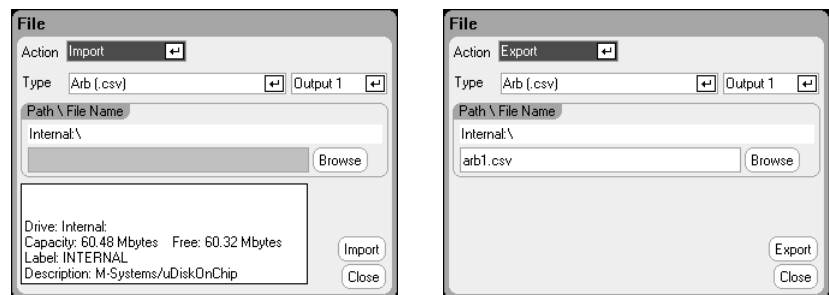 File
Action Import
Type Arb (.csv) Output 1
Path \ File Name
Internal:\
Browse
Drive: Internal:
Capacity: 60.48 Mbytes Free: 60.32 Mbytes
Label: INTERNAL
Description: M-Systems/uDiskOnChip
Import
Close
File
Action Export
Type Arb (.csv) Output 1
Path \ File Name
Internal:\
arb1.csv Browse
Export
Close